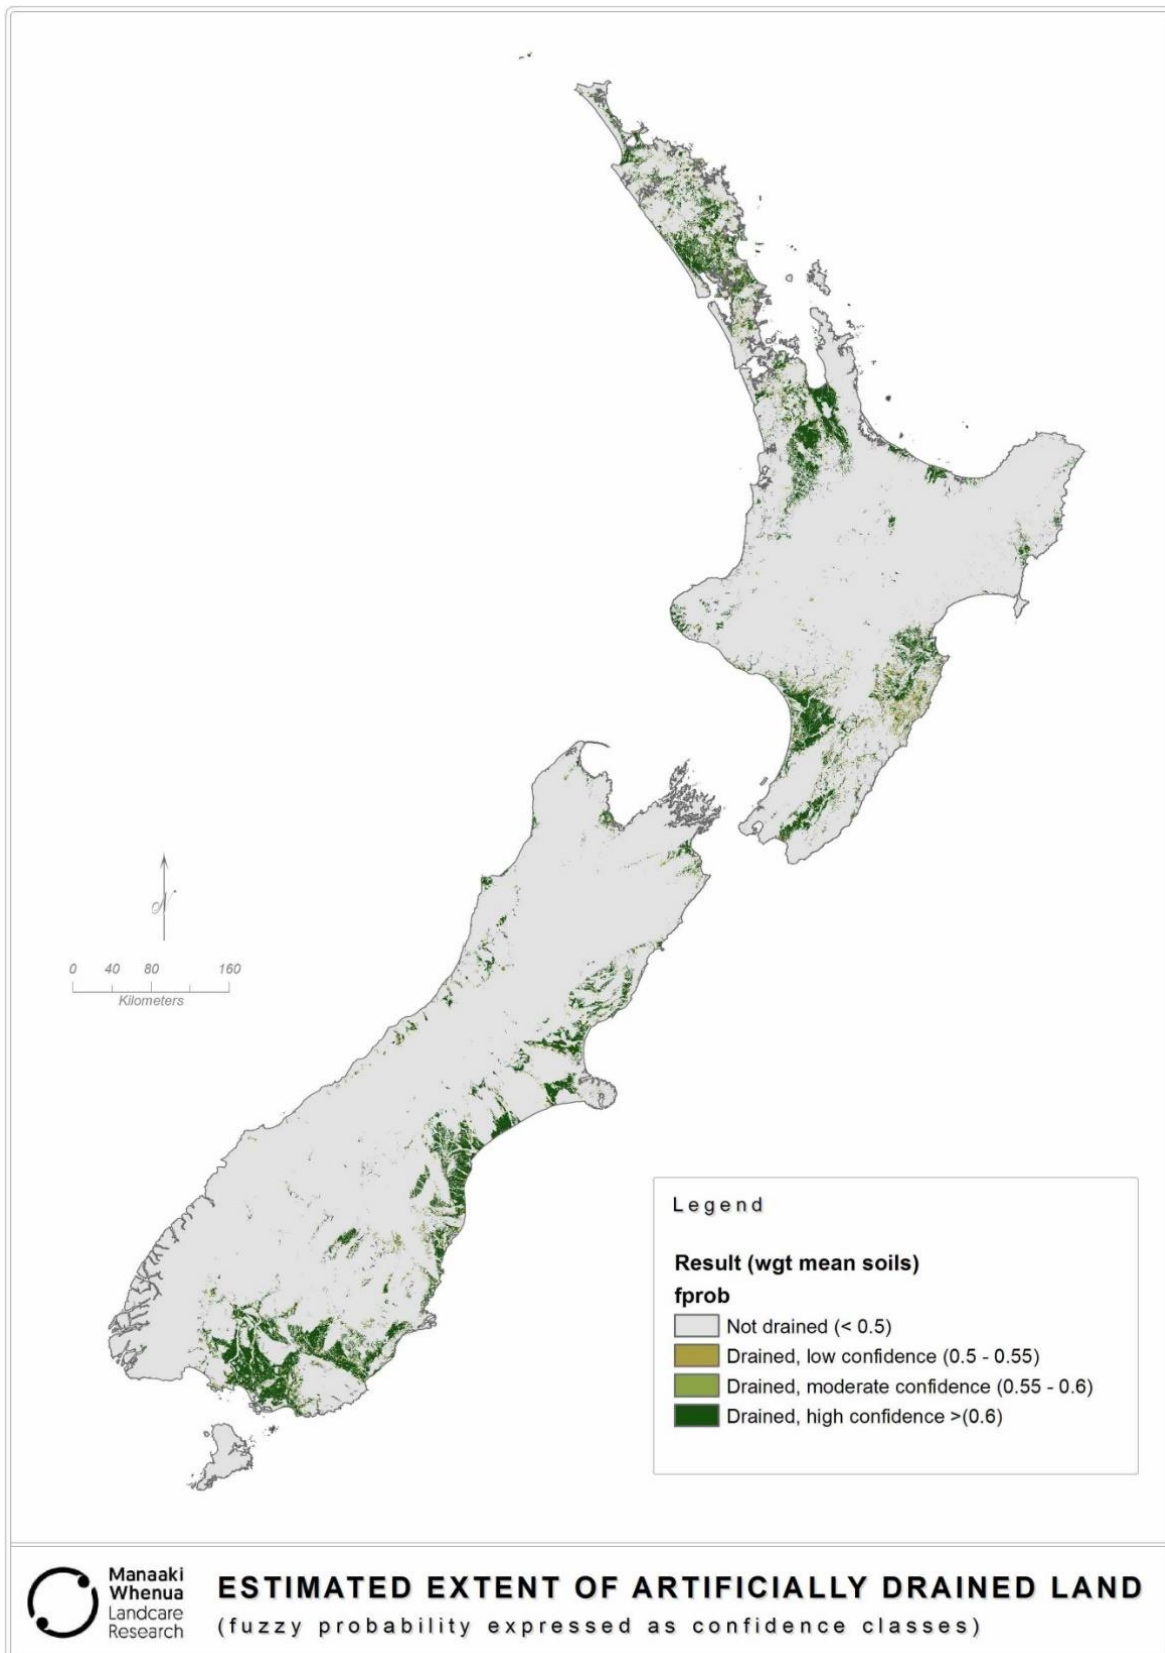 N
0 40 80 160
Kilometers
Legend
Result (wgt mean soils)
fprob
Not drained (< 0.5)
Drained, low confidence (0.5 - 0.55)
Drained, moderate confidence (0.55 - 0.6)
Drained, high confidence >(0.6)
Manaaki
Whenua
Landcare
Research
ESTIMATED EXTENT OF ARTIFICIALLY DRAINED LAND
(fuzzy probability expressed as confidence classes)